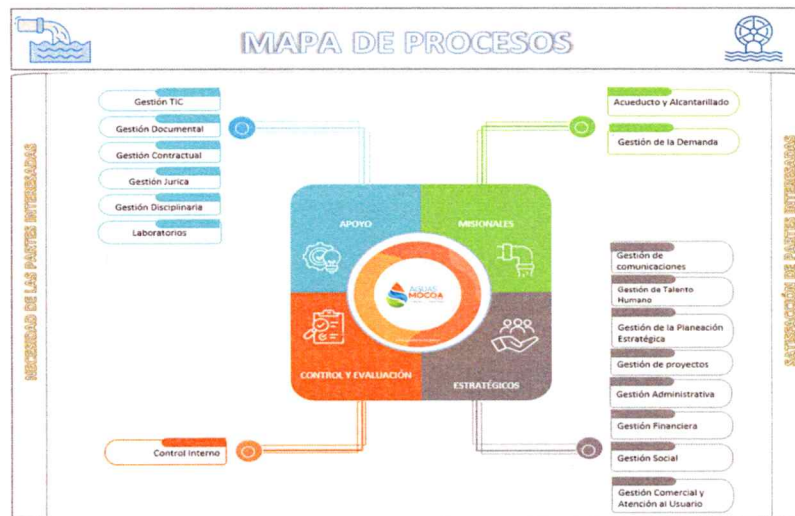 MAPA DE PROCESOS
NECESIDAD DE LAS PARTES INTERESADAS
Gestión TIC
Gestión Documental
Gestión Contractual
Gestión Jurica
Gestión Disciplinaria
Laboratorios
Acueducto y Alcantarillado
Gestión de la Demanda
APOYO
MISIONALES
AGUAS
MOCOA
CONTROL Y EVALUACIÓN
ESTRATÉGICOS
Control Interno
Gestión de
comunicaciones
Gestión de Talento
Humano
Gestión de la Planeación
Estratégica
Gestión de proyectos
Gestión Administrativa
Gestión Financiera
Gestión Social
Gestión Comercial y
Atención al Usuario
SATISFACCIÓN DE PARTES INTERESADAS